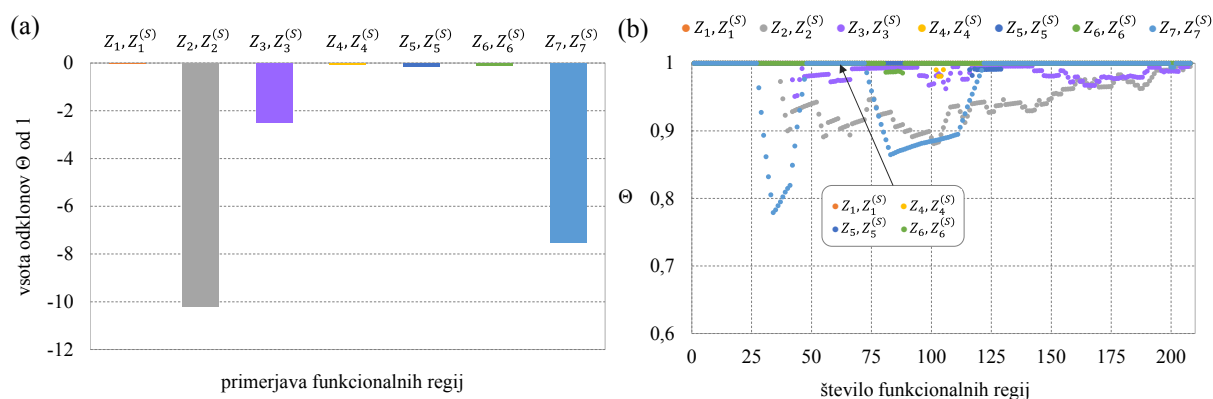 (a)
Z₁, Z₁⁽ˢ⁾ Z₂, Z₂⁽ˢ⁾ Z₃, Z₃⁽ˢ⁾ Z₄, Z₄⁽ˢ⁾ Z₅, Z₅⁽ˢ⁾ Z₆, Z₆⁽ˢ⁾ Z₇, Z₇⁽ˢ⁾
0
-2
-4
-6
-8
-10
-12
vsota odklonov Θ od 1
primerjava funkcionalnih regij
(b)
Z₁, Z₁⁽ˢ⁾ Z₂, Z₂⁽ˢ⁾ Z₃, Z₃⁽ˢ⁾ Z₄, Z₄⁽ˢ⁾ Z₅, Z₅⁽ˢ⁾ Z₆, Z₆⁽ˢ⁾ Z₇, Z₇⁽ˢ⁾
1
0,9
0,8
0,7
0,6
Θ
Z₁, Z₁⁽ˢ⁾ Z₄, Z₄⁽ˢ⁾
Z₅, Z₅⁽ˢ⁾ Z₆, Z₆⁽ˢ⁾
0 25 50 75 100 125 150 175 200
število funkcionalnih regij